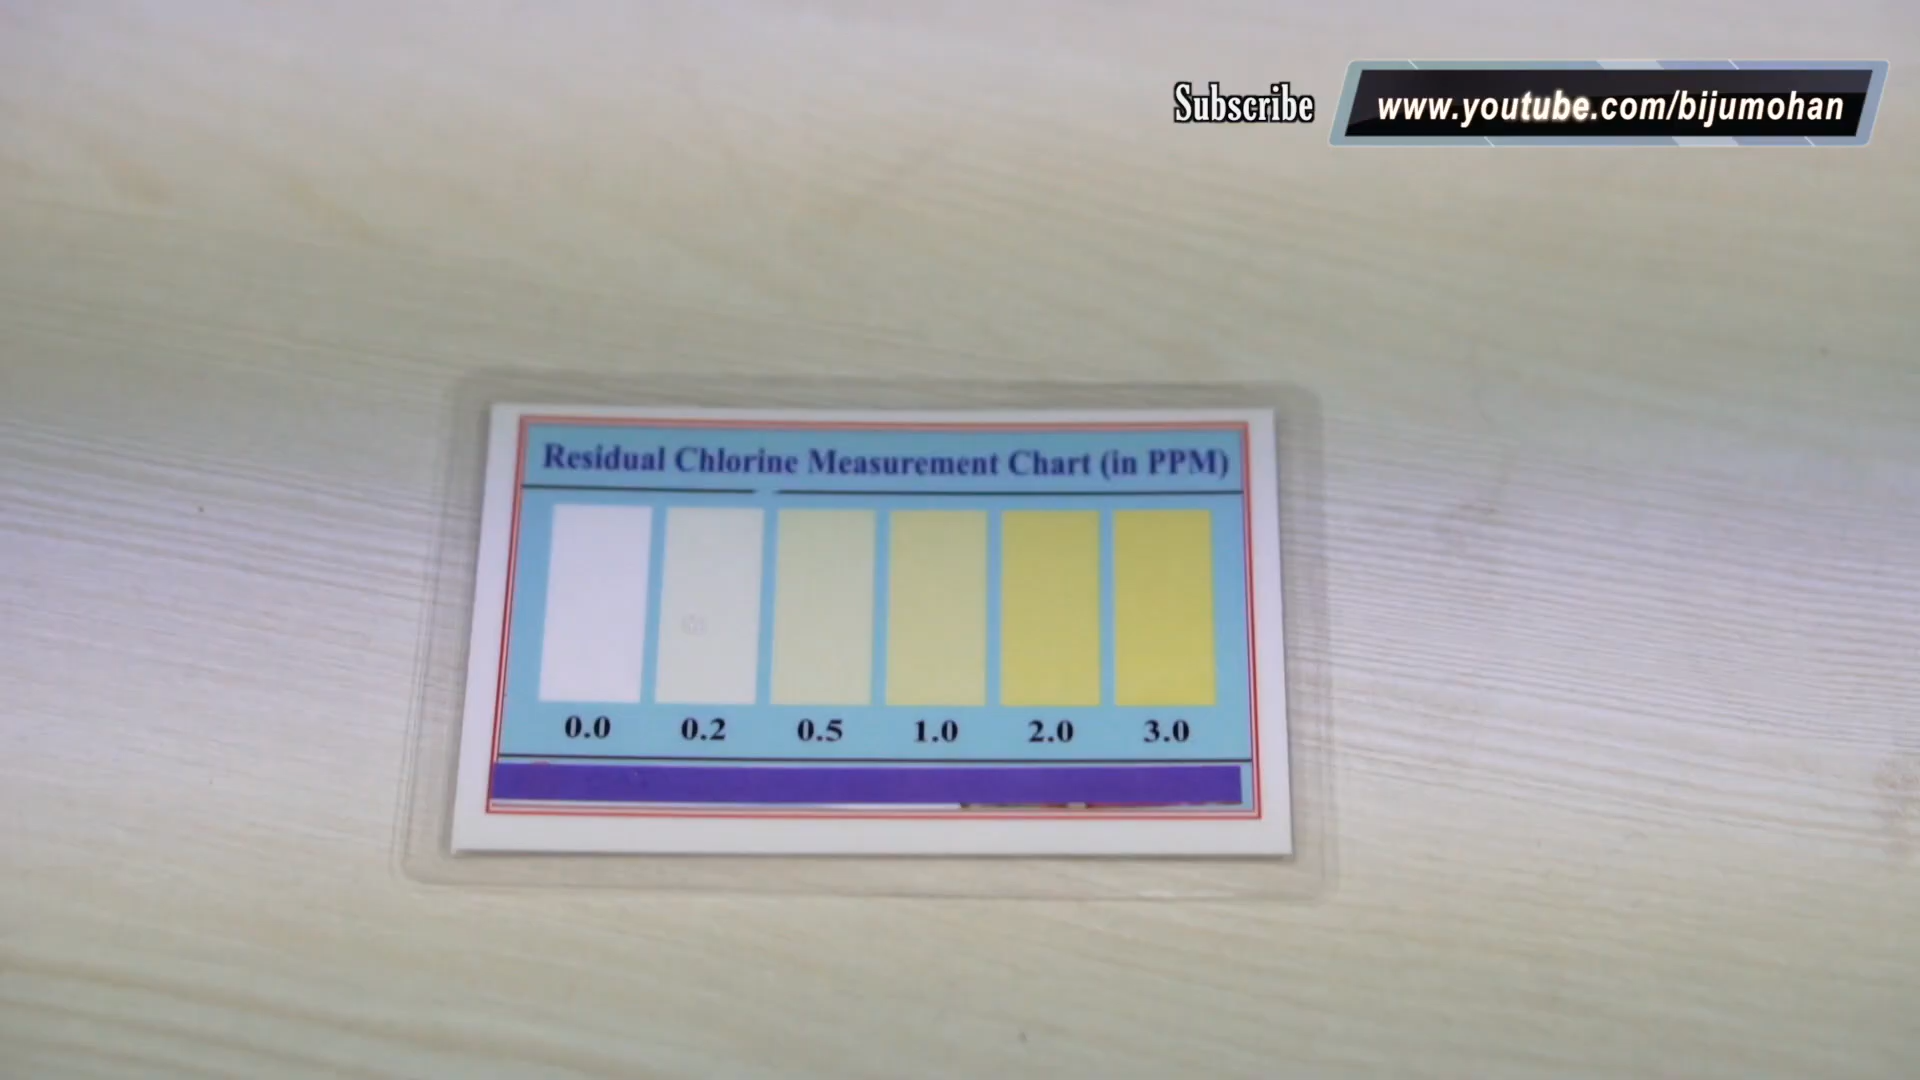 Subscribe www.youtube.com/bijumohan
Residual Chlorine Measurement Chart (in PPM)
0.0 0.2 0.5 1.0 2.0 3.0